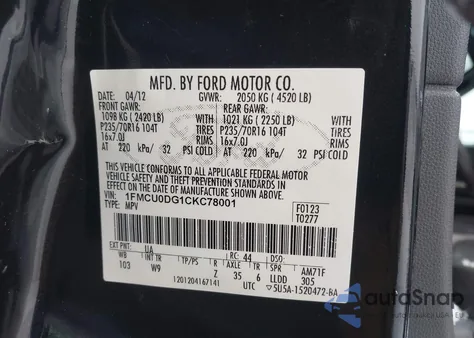 MFD. BY FORD MOTOR CO.
DATE: 04/12 GVWR: 2050 KG ( 4520 LB)
FRONT GAWR: REAR GAWR:
1098 KG ( 2420 LB) 1021 KG ( 2250 LB)
P235/70R16 104T TIRES P235/70R16 104T
16x7.0J RIMS 16x7.0J
AT 220 kPa/ 32 PSI COLD AT 220 kPa/ 32 PSI COLD
THIS VEHICLE CONFORMS TO ALL APPLICABLE FEDERAL MOTOR
VEHICLE SAFETY AND THEFT PREVENTION STANDARDS IN EFFECT
ON THE DATE OF MANUFACTURE SHOWN ABOVE.
VIN: 1FMCU0DG1CKC78001 F0123
TYPE: MPV T0277
EXT PNT: UA RC: 44 DSO:
WB INT TR TP/PS R AXLE TR SPR AM71F
103 W9 Z 35 6 LLDD 305
1201204167141 UTC 5U5A-1520472-BA
AutoSnap